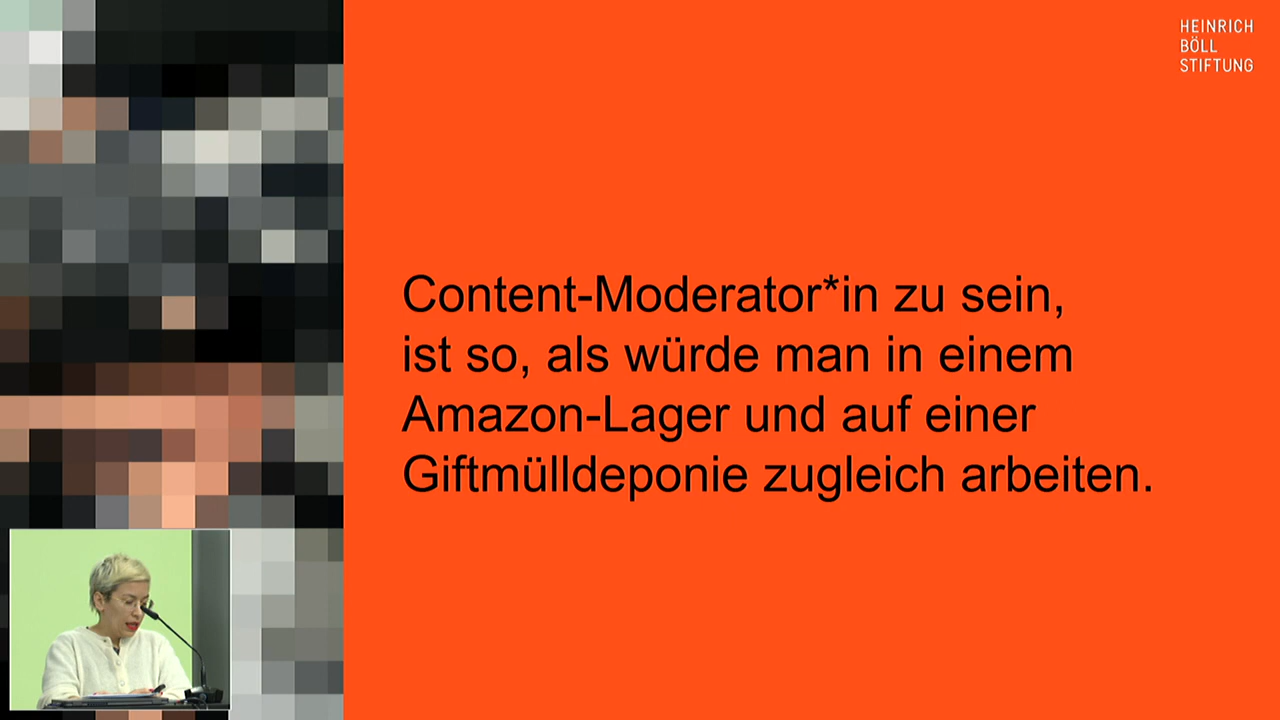 HEINRICH
BÖLL
STIFTUNG
Content-Moderator*in zu sein,
ist so, als würde man in einem
Amazon-Lager und auf einer
Giftmülldeponie zugleich arbeiten.